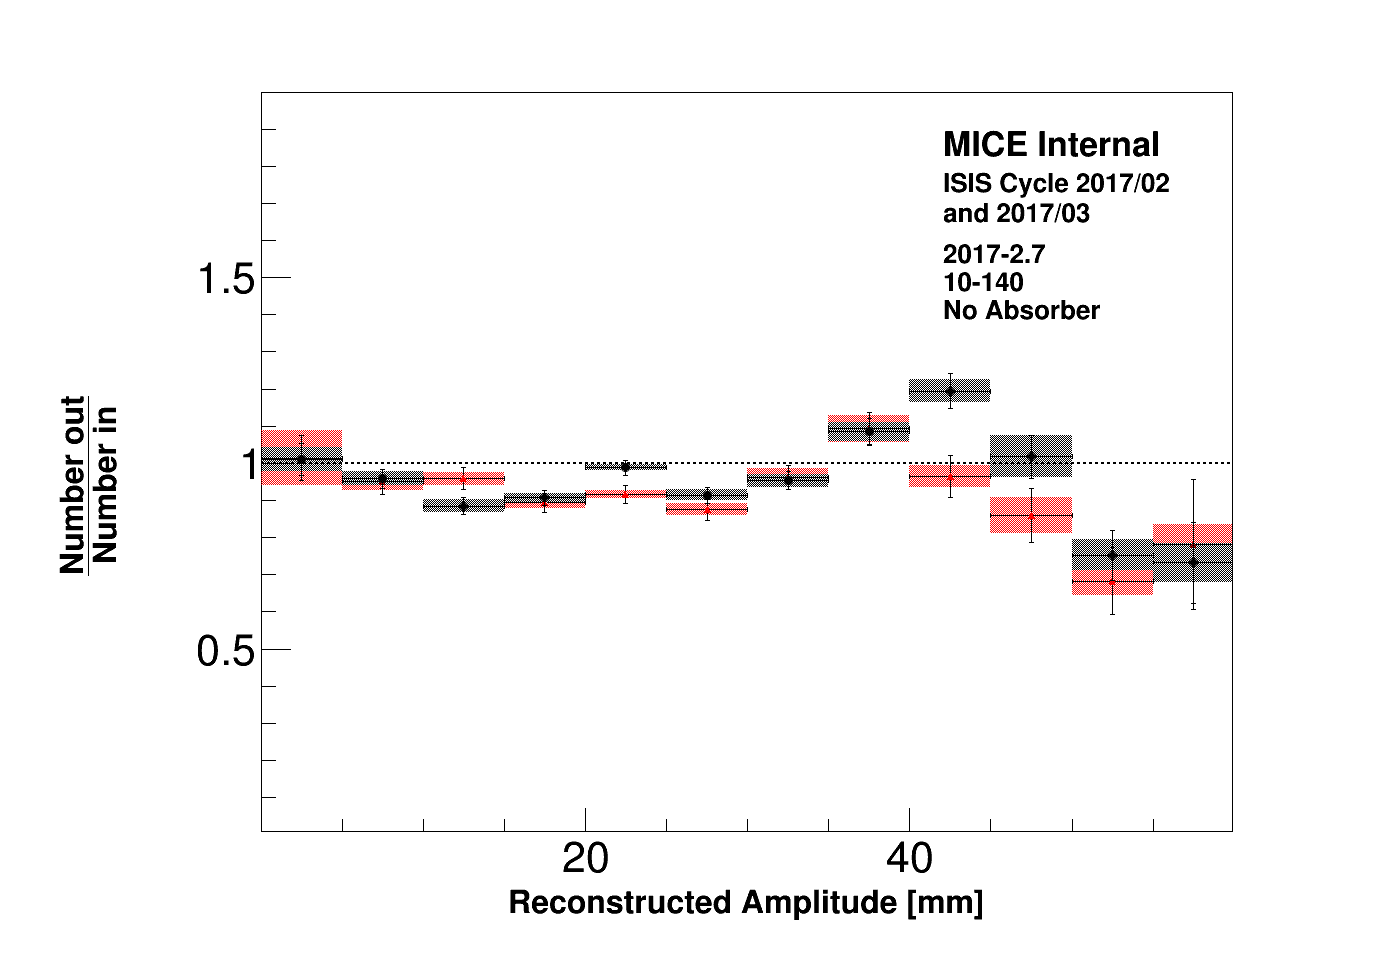 MICE Internal
ISIS Cycle 2017/02
and 2017/03
2017-2.7
10-140
No Absorber
1.5
1
0.5
Number out
Number in
20
40
Reconstructed Amplitude [mm]